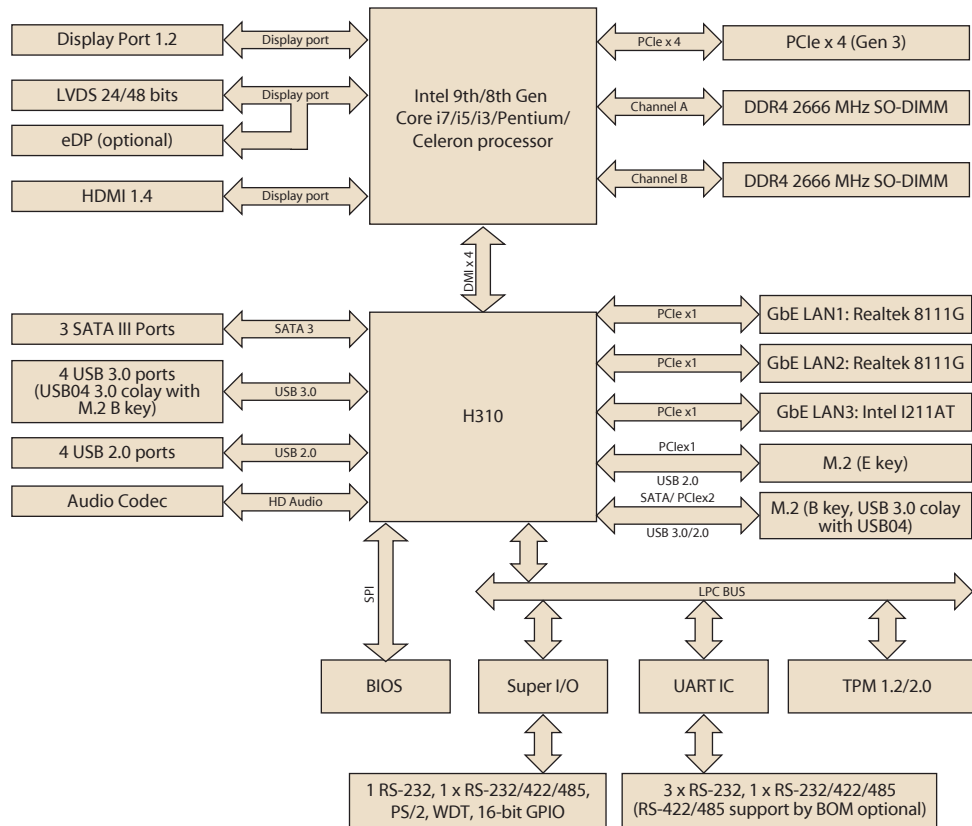 Display Port 1.2
Display port
LVDS 24/48 bits
Display port
eDP (optional)
HDMI 1.4
Display port
Intel 9th/8th Gen
Core i7/i5/i3/Pentium/
Celeron processor
PCIe x 4
PCIe x 4 (Gen 3)
Channel A
DDR4 2666 MHz SO-DIMM
Channel B
DDR4 2666 MHz SO-DIMM
DMI x 4
3 SATA III Ports
SATA 3
4 USB 3.0 ports
(USB04 3.0 colay with
M.2 B key)
USB 3.0
4 USB 2.0 ports
USB 2.0
Audio Codec
HD Audio
H310
PCIe x1
GbE LAN1: Realtek 8111G
PCIe x1
GbE LAN2: Realtek 8111G
PCIe x1
GbE LAN3: Intel I211AT
PCIex1
USB 2.0
M.2 (E key)
SATA/ PCIex2
USB 3.0/2.0
M.2 (B key, USB 3.0 colay
with USB04)
SPI
LPC BUS
BIOS
Super I/O
UART IC
TPM 1.2/2.0
1 RS-232, 1 x RS-232/422/485,
PS/2, WDT, 16-bit GPIO
3 x RS-232, 1 x RS-232/422/485
(RS-422/485 support by BOM optional)